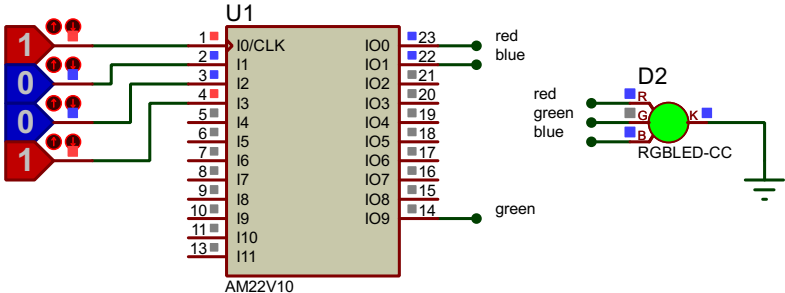 U1
1
0
0
1
1 I0/CLK IO0 23 red
2 I1 IO1 22 blue
3 I2 IO2 21
4 I3 IO3 20
5 I4 IO4 19
6 I5 IO5 18
7 I6 IO6 17
8 I7 IO7 16
9 I8 IO8 15
10 I9 IO9 14 green
11 I10
13 I11
AM22V10
D2
red R
green G K
blue B
RGBLED-CC